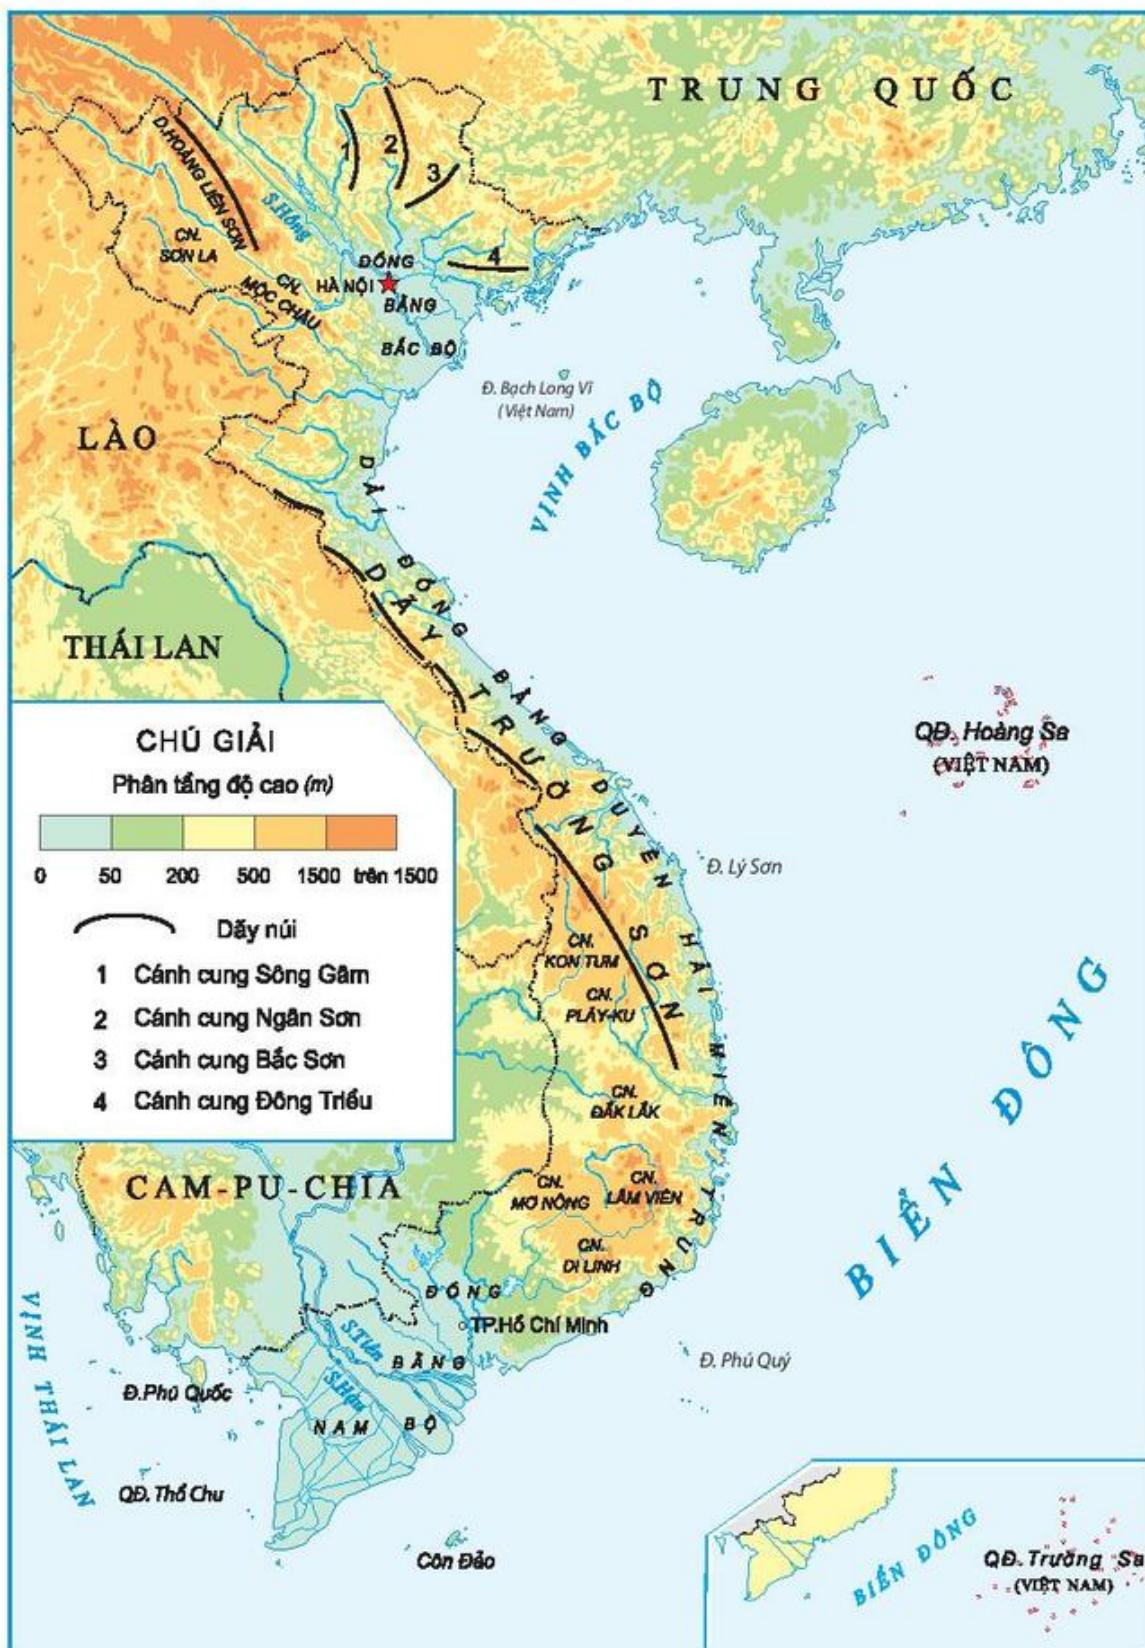 TRUNG QUỐC
D.HOÀNG LIÊN SƠN
1
2
3
4
S.Hồng
CN.
SƠN LA
CN.
MỘC CHÂU
HÀ NỘI
ĐỒNG
BẰNG
BẮC BỘ
Đ. Bạch Long Vĩ
(Việt Nam)
VỊNH BẮC BỘ
LÀO
THÁI LAN
DẢI ĐỒNG BẰNG DUYÊN HẢI MIỀN TRUNG
DÃY TRƯỜNG SƠN
QĐ. Hoàng Sa
(VIỆT NAM)
Đ. Lý Sơn
CHÚ GIẢI
Phân tầng độ cao (m)
0 50 200 500 1500 trên 1500
Dãy núi
1 Cánh cung Sông Gâm
2 Cánh cung Ngân Sơn
3 Cánh cung Bắc Sơn
4 Cánh cung Đông Triều
CN.
KON TUM
CN.
PLÂY-KU
CN.
ĐẮK LẮK
CN.
MƠ NÔNG
CN.
LÂM VIÊN
CN.
DI LINH
BIỂN ĐÔNG
CAM-PU-CHIA
ĐỒNG
TP.Hồ Chí Minh
S.Tiền
BẰNG
S.Hậu
NAM BỘ
Đ. Phú Quý
Đ.Phú Quốc
VỊNH THÁI LAN
QĐ. Thổ Chu
Côn Đảo
BIỂN ĐÔNG
QĐ. Trường Sa
(VIỆT NAM)